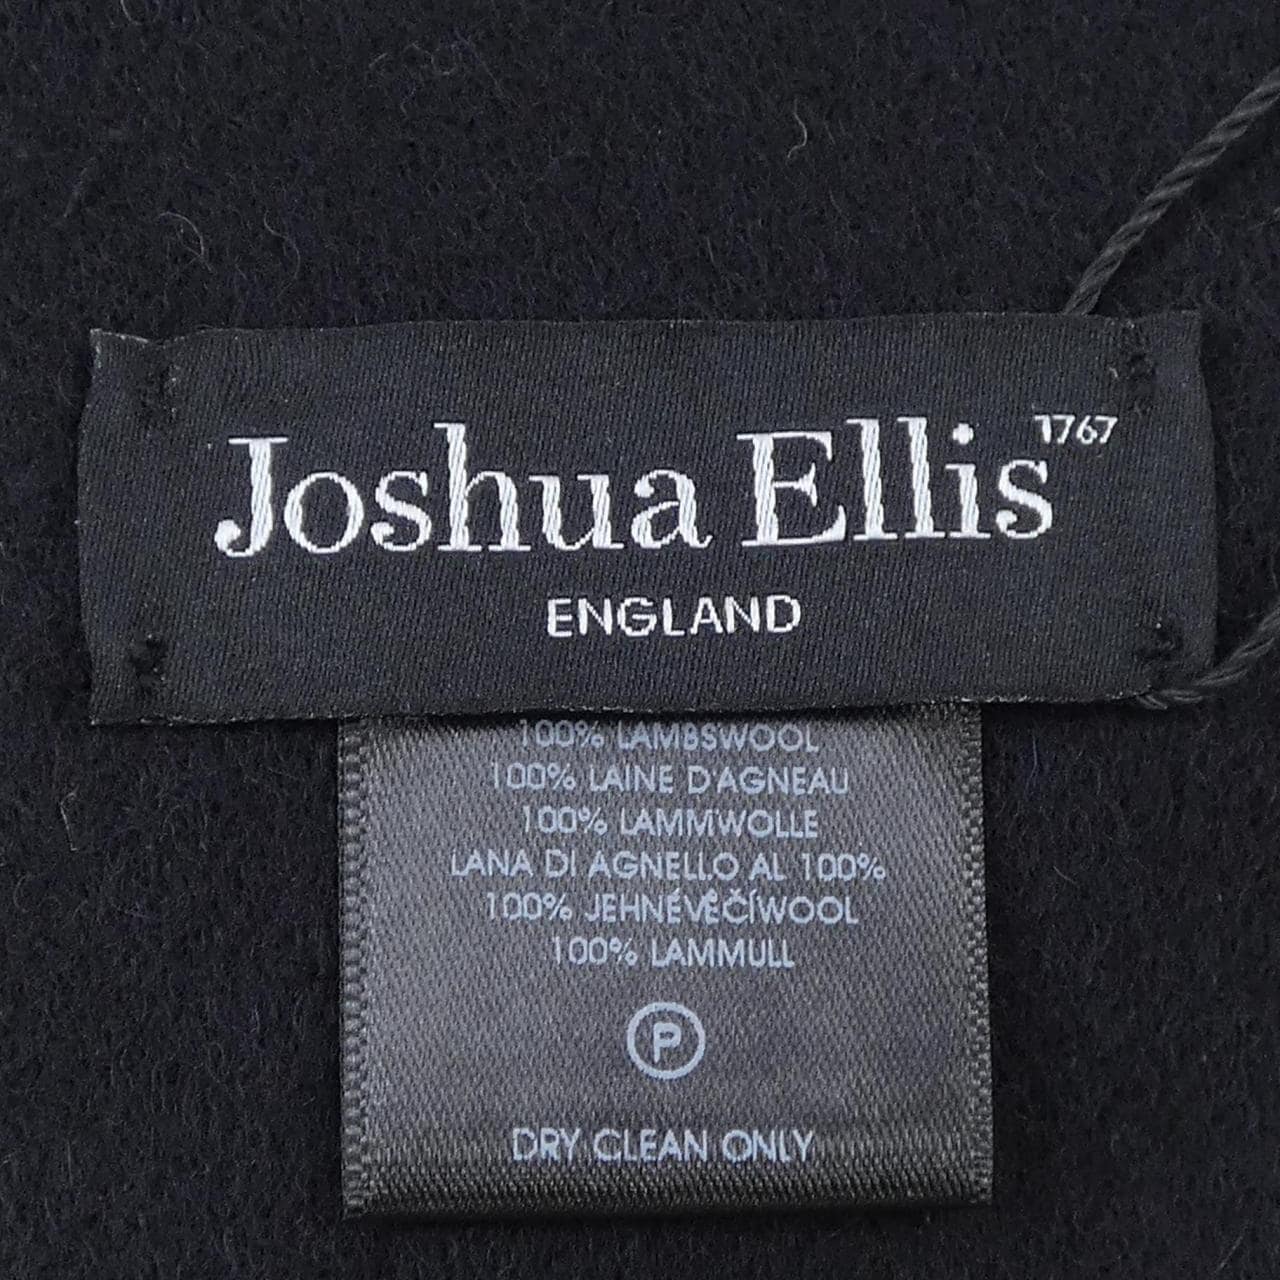 Joshua Ellis 1767
ENGLAND
100% LAMBSWOOL
100% LAINE D'AGNEAU
100% LAMMWOLLE
LANA DI AGNELLO AL 100%
100% JEHNÉVĚČÍWOOL
100% LAMMULL
P
DRY CLEAN ONLY